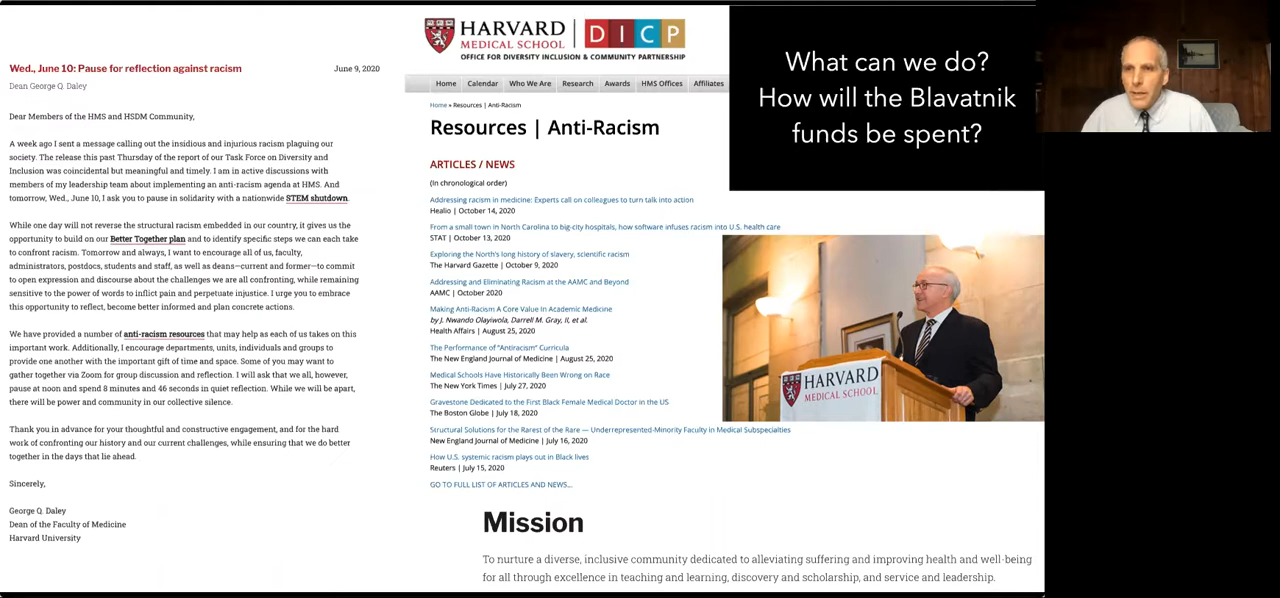 Wed., June 10: Pause for reflection against racism
June 9, 2020
Dean George Q. Daley
Dear Members of the HMS and HSDM Community,
A week ago I sent a message calling out the insidious and injurious racism plaguing our
society. The release this past Thursday of the report of our Task Force on Diversity and
Inclusion was coincidental but meaningful and timely. I am in active discussions with
members of my leadership team about implementing an anti-racism agenda at HMS. And
tomorrow, Wed., June 10, I ask you to pause in solidarity with a nationwide STEM shutdown.
While one day will not reverse the structural racism embedded in our country, it gives us the
opportunity to build on our Better Together plan and to identify specific steps we can each take
to confront racism. Tomorrow and always, I want to encourage all of us, faculty,
administrators, postdocs, students and staff, as well as deans—current and former—to commit
to open expression and discourse about the challenges we are all confronting, while remaining
sensitive to the power of words to inflict pain and perpetuate injustice. I urge you to embrace
this opportunity to reflect, become better informed and plan concrete actions.
We have provided a number of anti-racism resources that may help as each of us takes on this
important work. Additionally, I encourage departments, units, individuals and groups to
provide one another with the important gift of time and space. Some of you may want to
gather together via Zoom for group discussion and reflection. I will ask that we all, however,
pause at noon and spend 8 minutes and 46 seconds in quiet reflection. While we will be apart,
there will be power and community in our collective silence.
Thank you in advance for your thoughtful and constructive engagement, and for the hard
work of confronting our history and our current challenges, while ensuring that we do better
together in the days that lie ahead.
Sincerely,
George Q. Daley
Dean of the Faculty of Medicine
Harvard University
HARVARD
MEDICAL SCHOOL
DICP
OFFICE FOR DIVERSITY INCLUSION & COMMUNITY PARTNERSHIP
Home Calendar Who We Are Research Awards HMS Offices Affiliates
Home » Resources | Anti-Racism
Resources | Anti-Racism
ARTICLES / NEWS
(In chronological order)
Addressing racism in medicine: Experts call on colleagues to turn talk into action
Healio | October 14, 2020
From a small town in North Carolina to big-city hospitals, how software infuses racism into U.S. health care
STAT | October 13, 2020
Exploring the North's long history of slavery, scientific racism
The Harvard Gazette | October 9, 2020
Addressing and Eliminating Racism at the AAMC and Beyond
AAMC | October 2020
Making Anti-Racism A Core Value In Academic Medicine
by J. Nwando Olayiwola, Darrell M. Gray, II, et al.
Health Affairs | August 25, 2020
The Performance of "Antiracism" Curricula
The New England Journal of Medicine | August 25, 2020
Medical Schools Have Historically Been Wrong on Race
The New York Times | July 27, 2020
Gravestone Dedicated to the First Black Female Medical Doctor in the US
The Boston Globe | July 18, 2020
Structural Solutions for the Rarest of the Rare — Underrepresented-Minority Faculty in Medical Subspecialties
New England Journal of Medicine | July 16, 2020
How U.S. systemic racism plays out in Black lives
Reuters | July 15, 2020
GO TO FULL LIST OF ARTICLES AND NEWS...
What can we do?
How will the Blavatnik
funds be spent?
HARVARD
MEDICAL SCHOOL
Mission
To nurture a diverse, inclusive community dedicated to alleviating suffering and improving health and well-being
for all through excellence in teaching and learning, discovery and scholarship, and service and leadership.